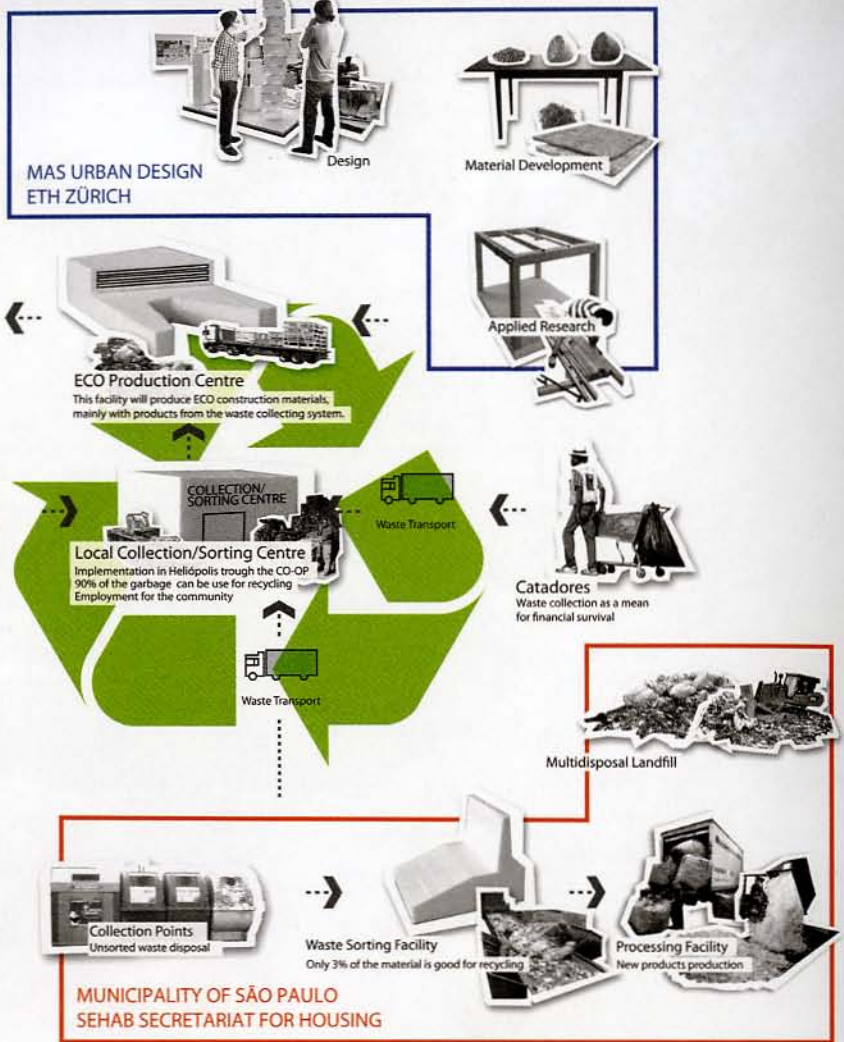 Design
Material Development
MAS URBAN DESIGN
ETH ZÜRICH
Applied Research
ECO Production Centre
This facility will produce ECO construction materials,
mainly with products from the waste collecting system.
COLLECTION/
SORTING CENTRE
Waste Transport
Local Collection/Sorting Centre
Implementation in Heliópolis trough the CO-OP
90% of the garbage can be use for recycling
Employment for the community
Catadores
Waste collection as a mean
for financial survival
Waste Transport
Multidisposal Landfill
Collection Points
Unsorted waste disposal
Waste Sorting Facility
Only 3% of the material is good for recycling
Processing Facility
New products production
MUNICIPALITY OF SÃO PAULO
SEHAB SECRETARIAT FOR HOUSING